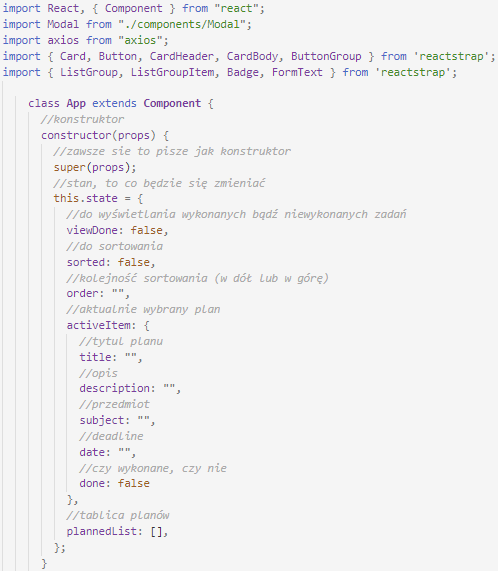 import React, { Component } from "react";
import Modal from "./components/Modal";
import axios from "axios";
import { Card, Button, CardHeader, CardBody, ButtonGroup } from 'reactstrap';
import { ListGroup, ListGroupItem, Badge, FormText } from 'reactstrap';
class App extends Component {
//konstruktor
constructor(props) {
//zawsze sie to pisze jak konstruktor
super(props);
//stan, to co będzie się zmieniać
this.state = {
//do wyświetlania wykonanych bądź niewykonanych zadań
viewDone: false,
//do sortowania
sorted: false,
//kolejność sortowania (w dół lub w górę)
order: "",
//aktualnie wybrany plan
activeItem: {
//tytul planu
title: "",
//opis
description: "",
//przedmiot
subject: "",
//deadline
date: "",
//czy wykonane, czy nie
done: false
},
//tablica planów
plannedList: [],
};
}